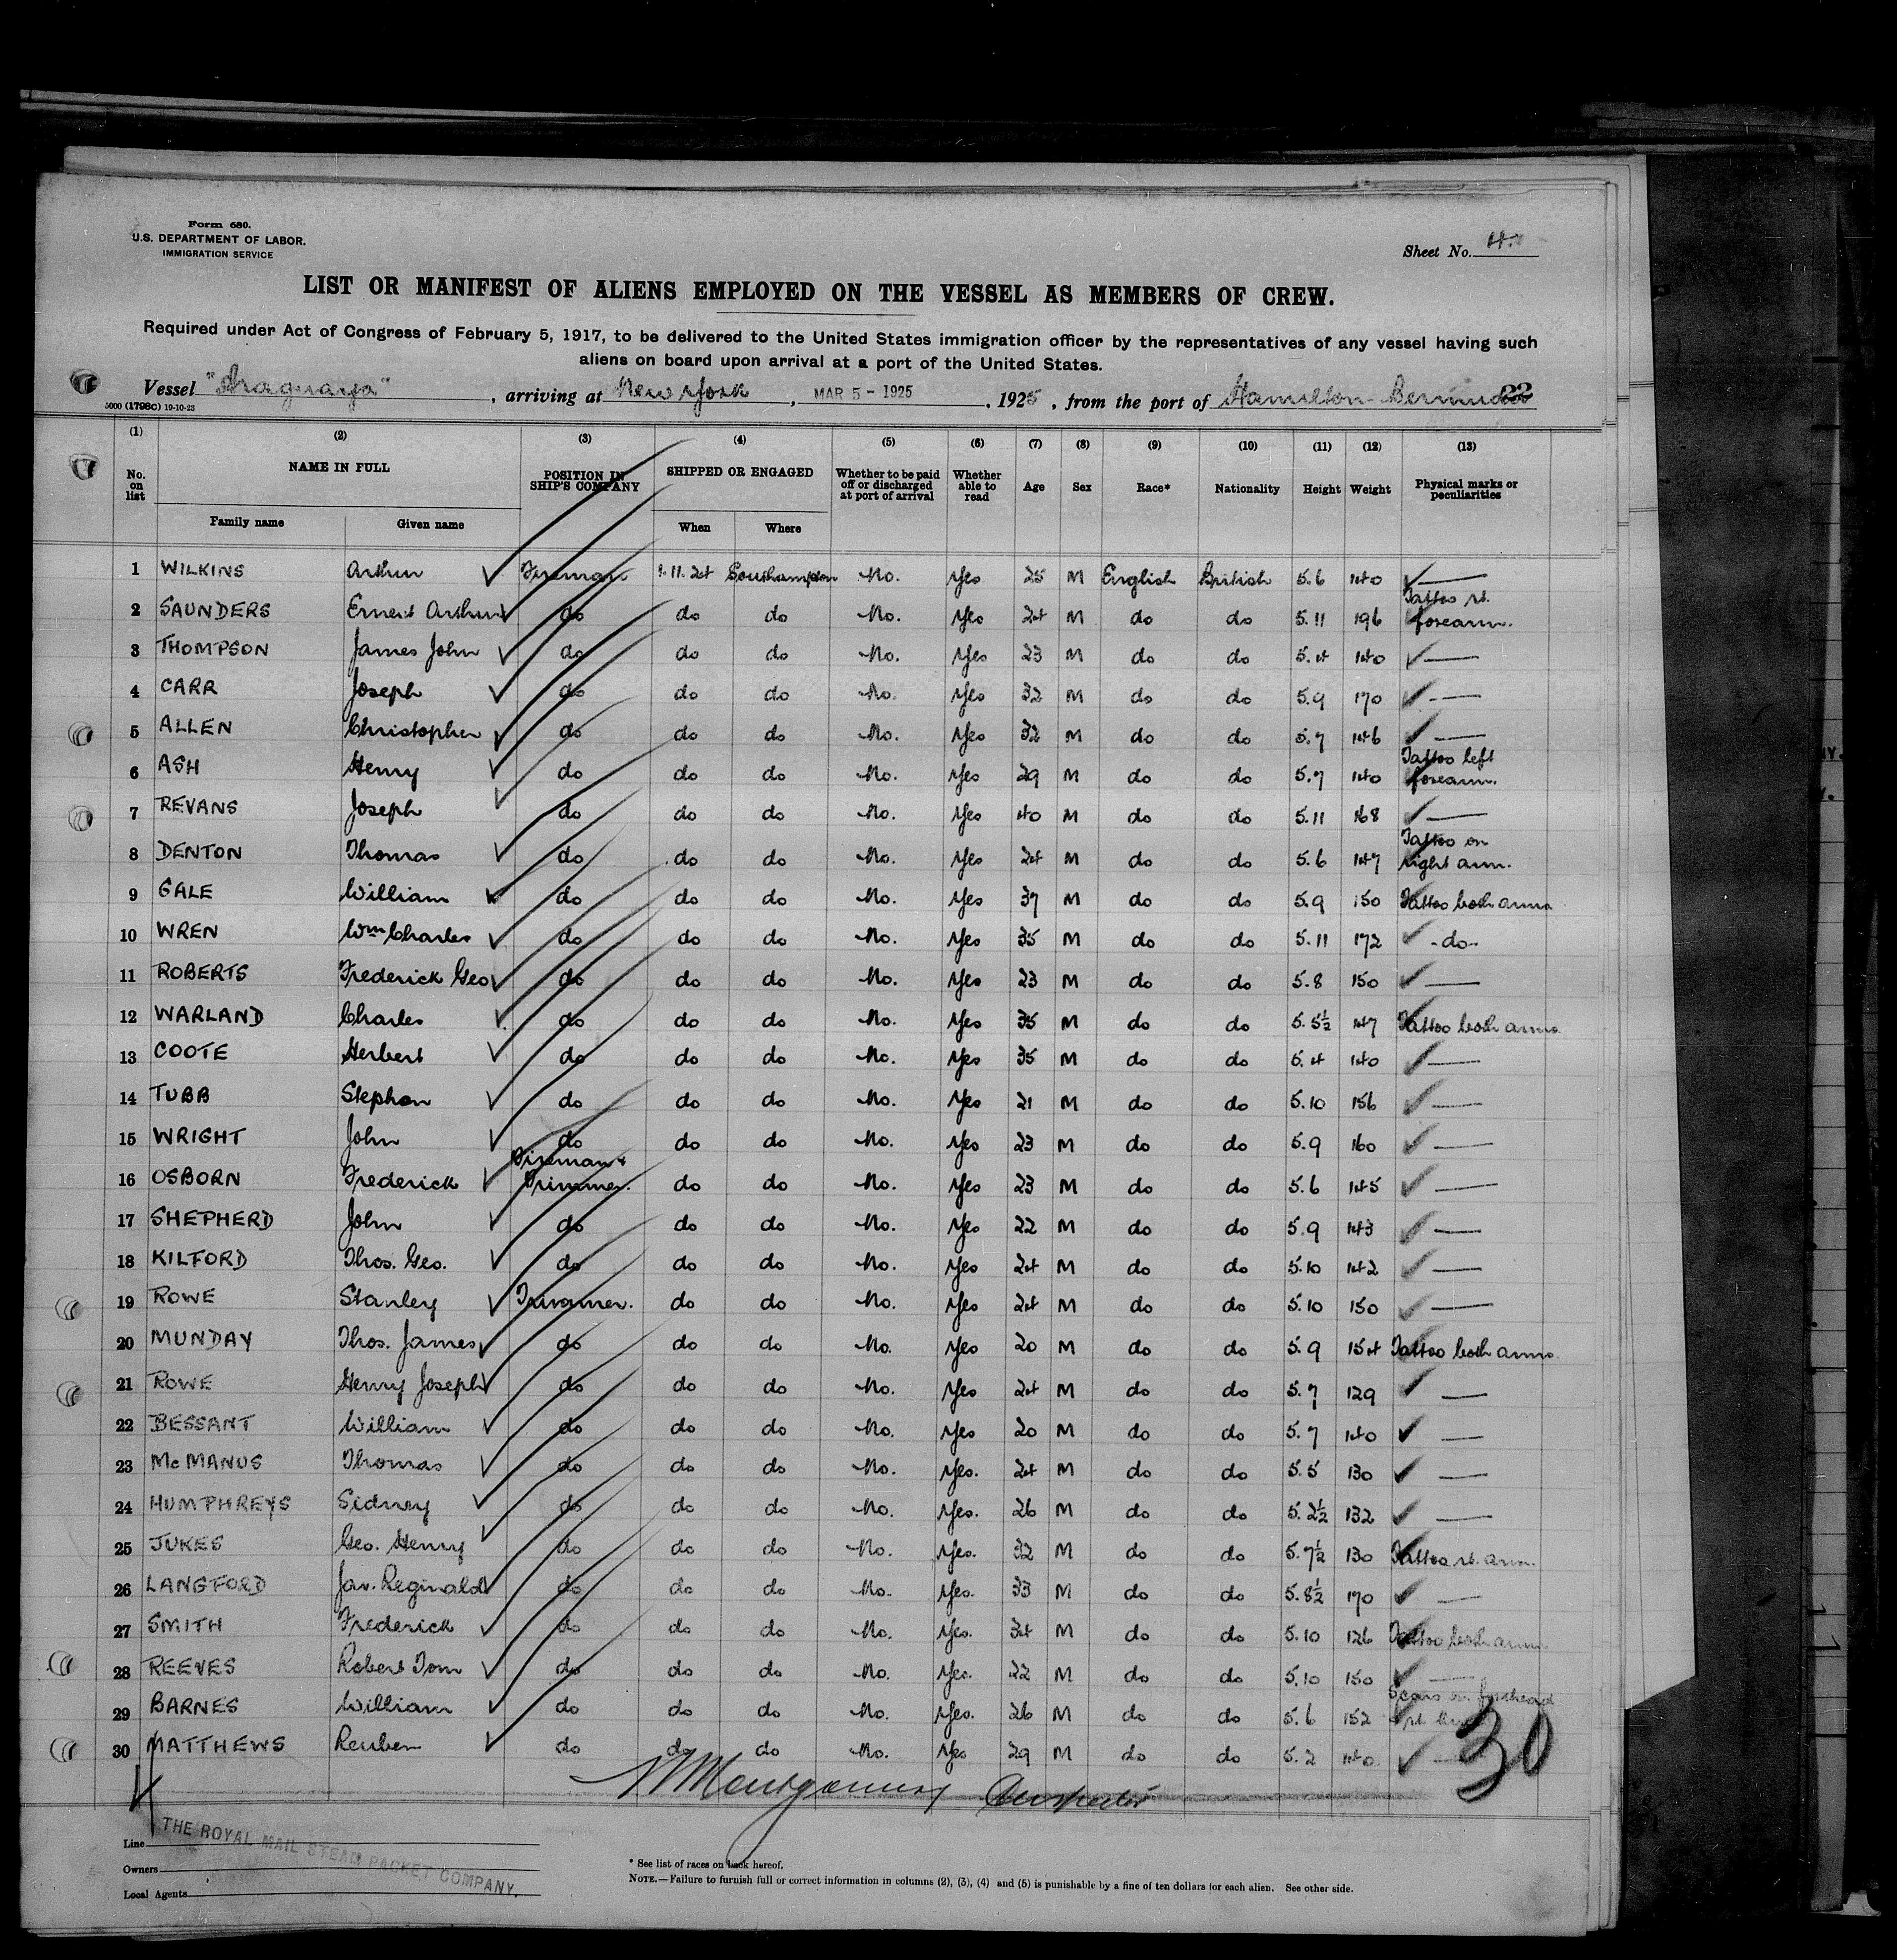 Form 680.
U.S. DEPARTMENT OF LABOR.
IMMIGRATION SERVICE
Sheet No. 4.
LIST OR MANIFEST OF ALIENS EMPLOYED ON THE VESSEL AS MEMBERS OF CREW.
Required under Act of Congress of February 5, 1917, to be delivered to the United States immigration officer by the representatives of any vessel having such
aliens on board upon arrival at a port of the United States.
Vessel "Araguaya", arriving at New York, MAR 5 - 1925, 1925, from the port of Hamilton Bermuda
5000 (1798C) 19-10-23
(1) (2) (3) (4) (5) (6) (7) (8) (9) (10) (11) (12) (13)
No. on list NAME IN FULL POSITION IN SHIP'S COMPANY SHIPPED OR ENGAGED Whether to be paid off or discharged at port of arrival Whether able to read Age Sex Race* Nationality Height Weight Physical marks or peculiarities
Family name Given name When Where
1 WILKINS Arthur Fireman 1.11.24 Southampton No. Yes 25 M English British 5.6 140 —
2 SAUNDERS Ernest Arthur do do do No. Yes 24 M do do 5.11 196 Tattoo rt. forearm.
3 THOMPSON James John do do do No. Yes 23 M do do 5.4 140 —
4 CARR Joseph do do do No. Yes 32 M do do 5.9 170 —
5 ALLEN Christopher do do do No. Yes 32 M do do 5.7 146 —
6 ASH Henry do do do No. Yes 29 M do do 5.7 140 Tattoo left forearm.
7 REVANS Joseph do do do No. Yes 40 M do do 5.11 168 —
8 DENTON Thomas do do do No. Yes 24 M do do 5.6 147 Tattoo on right arm.
9 GALE William do do do No. Yes 37 M do do 5.9 150 Tattoo both arms
10 WREN Wm Charles do do do No. Yes 35 M do do 5.11 172 -do-
11 ROBERTS Frederick Geo do do do No. Yes 23 M do do 5.8 150 —
12 WARLAND Charles do do do No. Yes 35 M do do 5.5½ 147 Tattoo both arms
13 COOTE Herbert do do do No. Yes 35 M do do 5.4 140 —
14 TUBB Stephen do do do No. Yes 21 M do do 5.10 156 —
15 WRIGHT John do do do No. Yes 23 M do do 5.9 160 —
16 OSBORN Frederick Fireman & Trimmer. do do No. Yes 23 M do do 5.6 145 —
17 SHEPHERD John do do do No. Yes 22 M do do 5.9 143 —
18 KILFORD Thos. Geo. do do do No. Yes 24 M do do 5.10 142 —
19 ROWE Stanley Trimmer. do do No. Yes 24 M do do 5.10 150 —
20 MUNDAY Thos. James do do do No. Yes 20 M do do 5.9 154 Tattoo both arms
21 ROWE Henry Joseph do do do No. Yes 24 M do do 5.7 129 —
22 BESSANT William do do do No. Yes 20 M do do 5.7 140 —
23 McMANUS Thomas do do do No. Yes. 24 M do do 5.5 130 —
24 HUMPHREYS Sidney do do do No. Yes. 26 M do do 5.2½ 132 —
25 JUKES Geo. Henry do do do No. Yes. 32 M do do 5.7½ 130 Tattoo rt. arm.
26 LANGFORD Jas. Reginald do do do No. Yes. 33 M do do 5.8½ 170 —
27 SMITH Frederick do do do No. Yes. 34 M do do 5.10 126 Tattoo both arms.
28 REEVES Robert Tom do do do No. Yes. 22 M do do 5.10 150 —
29 BARNES William do do do No. Yes. 26 M do do 5.6 152 Scars on forehead rt.
30 MATTHEWS Reuben do do do No. Yes 29 M do do 5.2 140 —
30
Montgomery Inspector
Line THE ROYAL MAIL STEAM PACKET COMPANY.
Owners
Local Agents
* See list of races on back hereof.
NOTE.—Failure to furnish full or correct information in columns (2), (3), (4) and (5) is punishable by a fine of ten dollars for each alien. See other side.